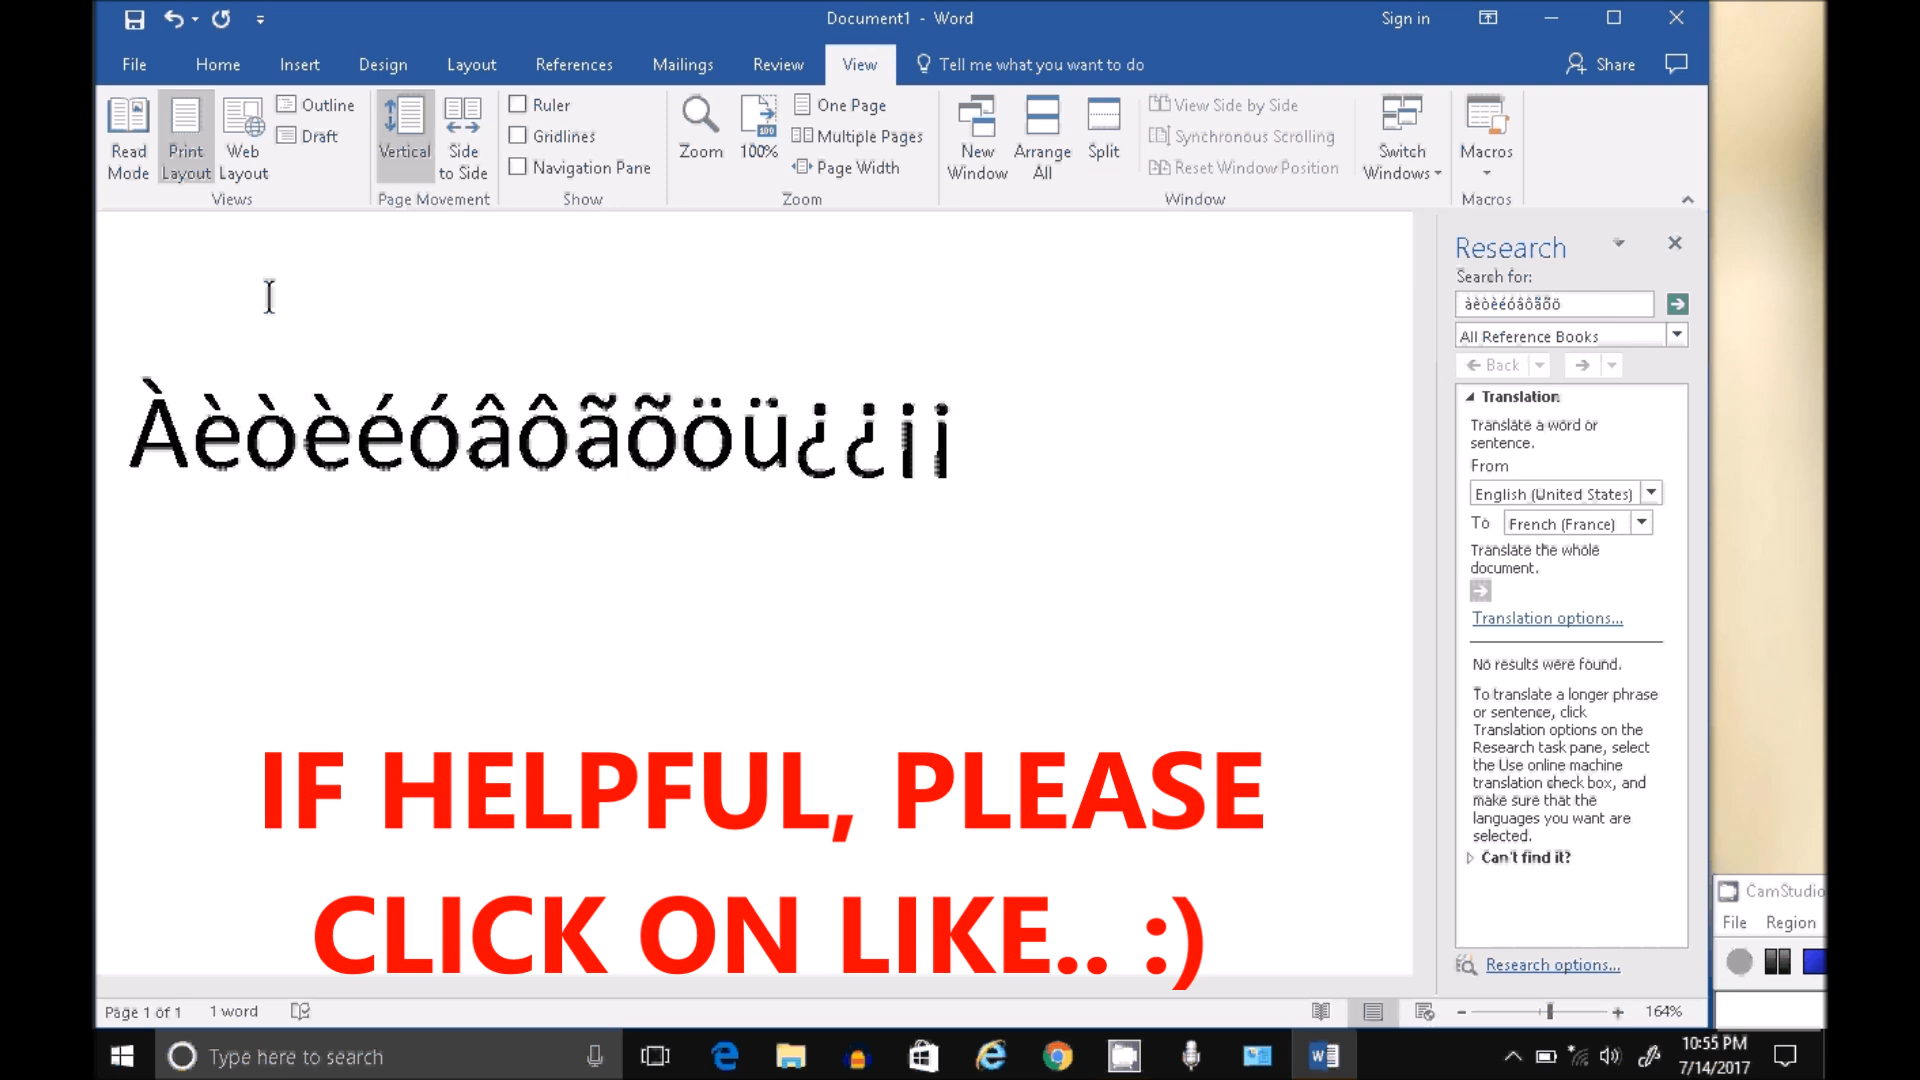 Document1 - Word
Sign in
File Home Insert Design Layout References Mailings Review View Tell me what you want to do
Share
Read Mode
Print Layout
Web Layout
Outline
Draft
Views
Vertical
Side to Side
Page Movement
Ruler
Gridlines
Navigation Pane
Show
Zoom
100
100%
One Page
Multiple Pages
Page Width
Zoom
New Window
Arrange All
Split
View Side by Side
Synchronous Scrolling
Reset Window Position
Switch Windows
Window
Macros
Macros
Àèòèéóâôãõöü¿¿¡¡
IF HELPFUL, PLEASE
CLICK ON LIKE.. :)
Research
Search for:
àèòèéóâôãõö
All Reference Books
Back
Translation
Translate a word or
sentence.
From
English (United States)
To French (France)
Translate the whole
document.
Translation options...
No results were found.
To translate a longer phrase
or sentence, click
Translation options on the
Research task pane, select
the Use online machine
translation check box, and
make sure that the
languages you want are
selected.
Can't find it?
Research options...
CamStudio
File Region
Page 1 of 1 1 word
164%
Type here to search
10:55 PM
7/14/2017